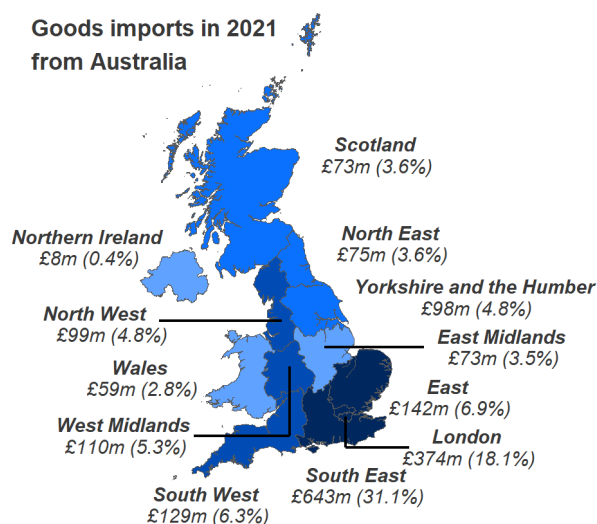 Goods imports in 2021
from Australia
Scotland
£73m (3.6%)
Northern Ireland
£8m (0.4%)
North East
£75m (3.6%)
Yorkshire and the Humber
£98m (4.8%)
North West
£99m (4.8%)
East Midlands
£73m (3.5%)
Wales
£59m (2.8%)
East
£142m (6.9%)
West Midlands
£110m (5.3%)
London
£374m (18.1%)
South East
£643m (31.1%)
South West
£129m (6.3%)